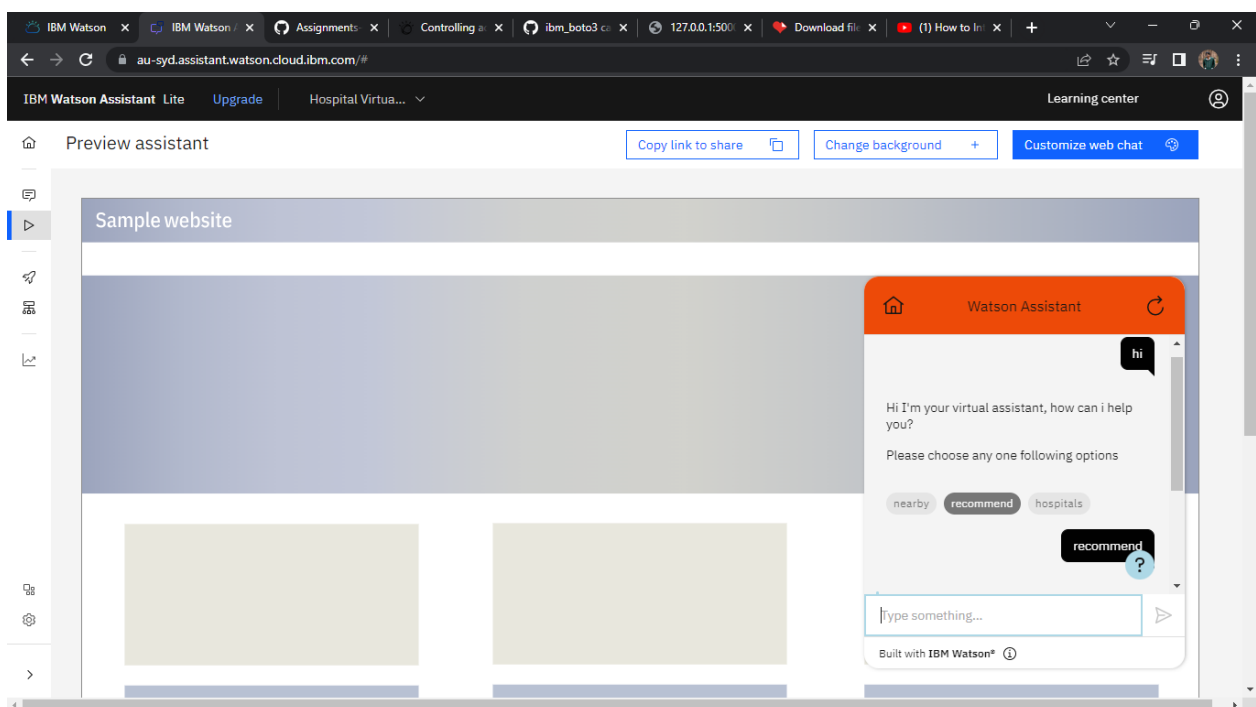 IBM Watson
IBM Watson /
Assignments-
Controlling a
ibm_boto3 ca
127.0.0.1:500
Download file
(1) How to Int
au-syd.assistant.watson.cloud.ibm.com/#
IBM Watson Assistant Lite
Upgrade
Hospital Virtua...
Learning center
Preview assistant
Copy link to share
Change background +
Customize web chat
Sample website
Watson Assistant
hi
Hi I'm your virtual assistant, how can i help
you?
Please choose any one following options
nearby
recommend
hospitals
recommend
?
Type something...
Built with IBM Watson®